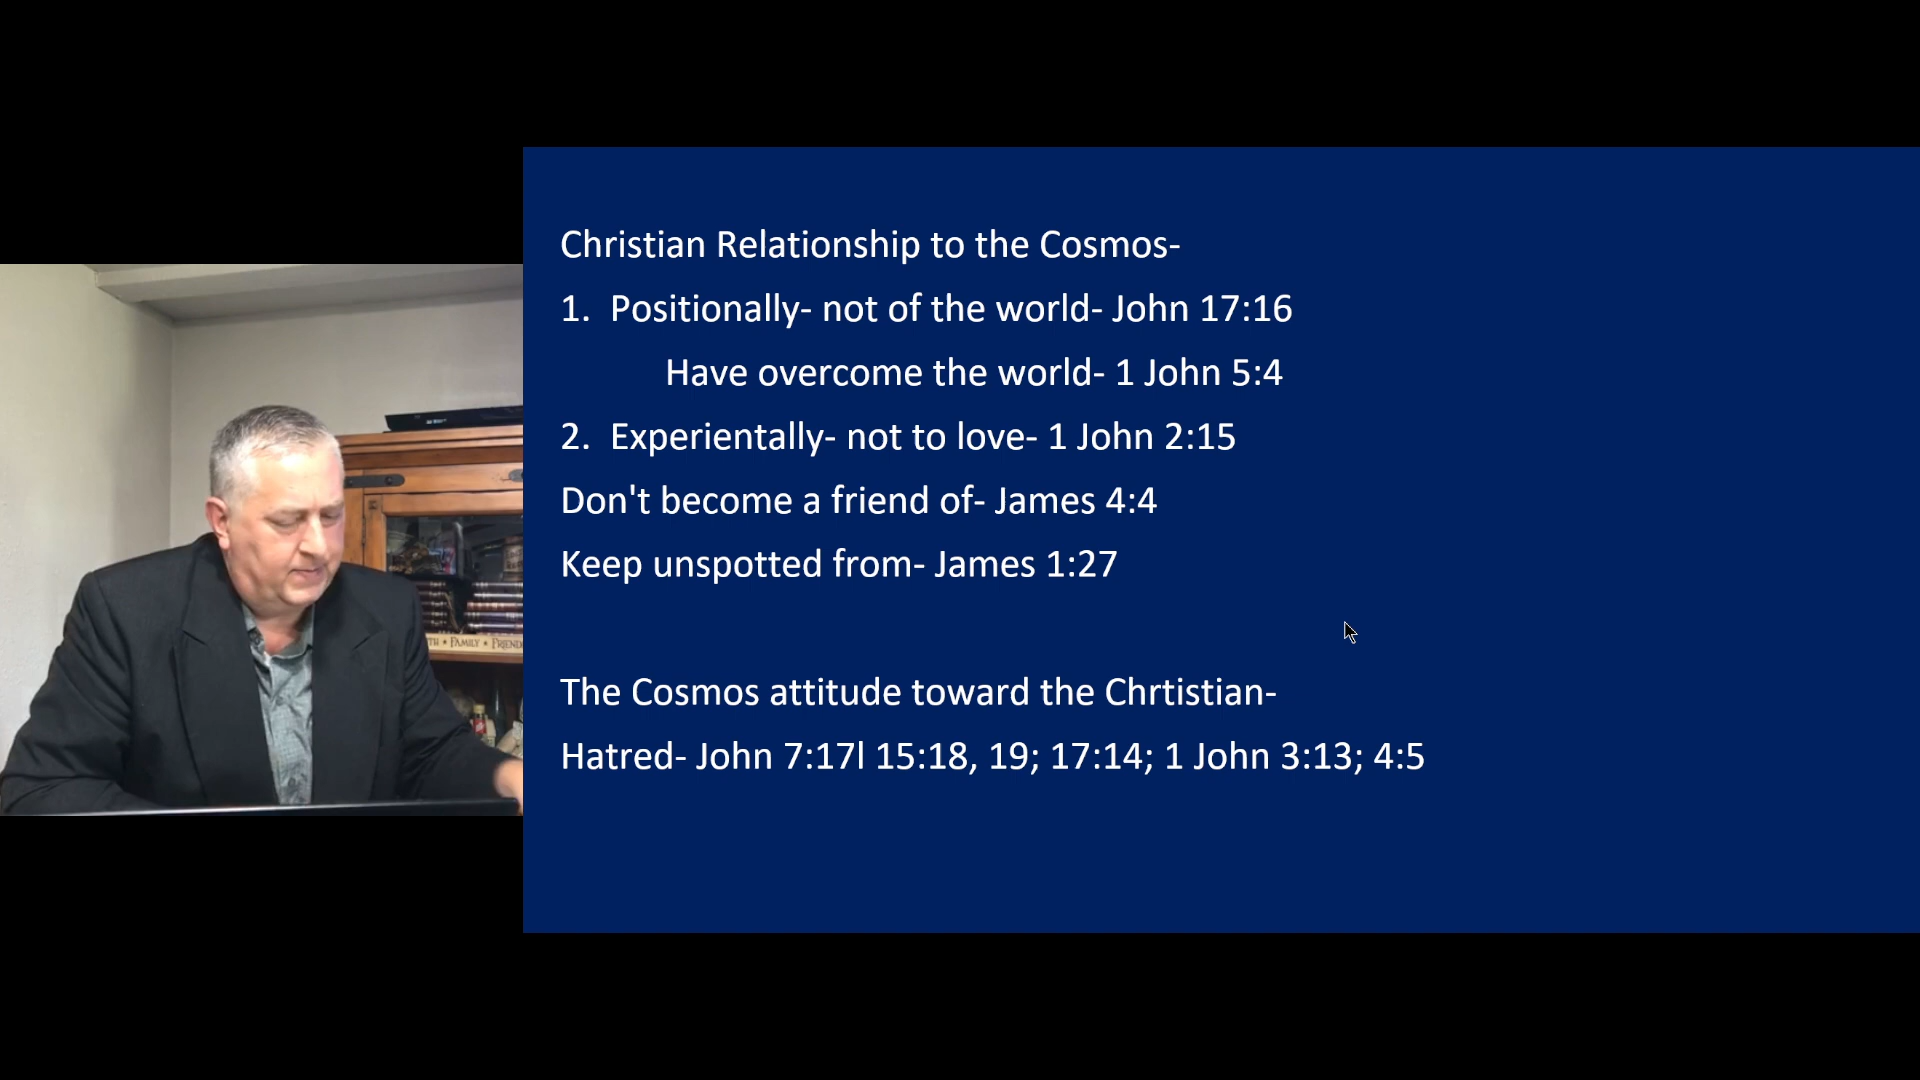 Christian Relationship to the Cosmos-
1. Positionally- not of the world- John 17:16
Have overcome the world- 1 John 5:4
2. Experientally- not to love- 1 John 2:15
Don't become a friend of- James 4:4
Keep unspotted from- James 1:27
The Cosmos attitude toward the Chrtistian-
Hatred- John 7:17l 15:18, 19; 17:14; 1 John 3:13; 4:5
FAMILY